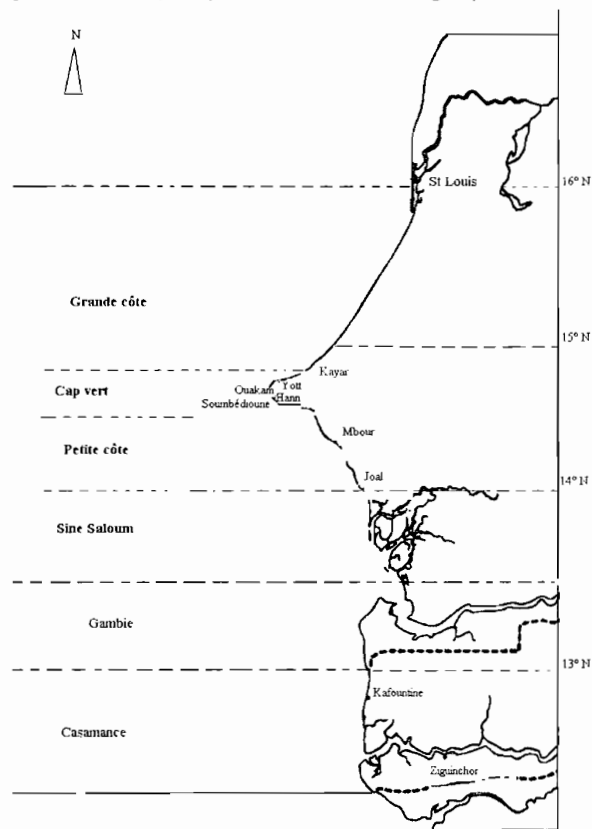 N
St Louis
16° N
Grande côte
15° N
Kayar
Cap vert
Ouakam
Yoff
Hann
Soumbédioune
Mbour
Petite côte
Joal
14° N
Sine Saloum
Gambie
13° N
Kafountine
Casamance
Ziguinchor